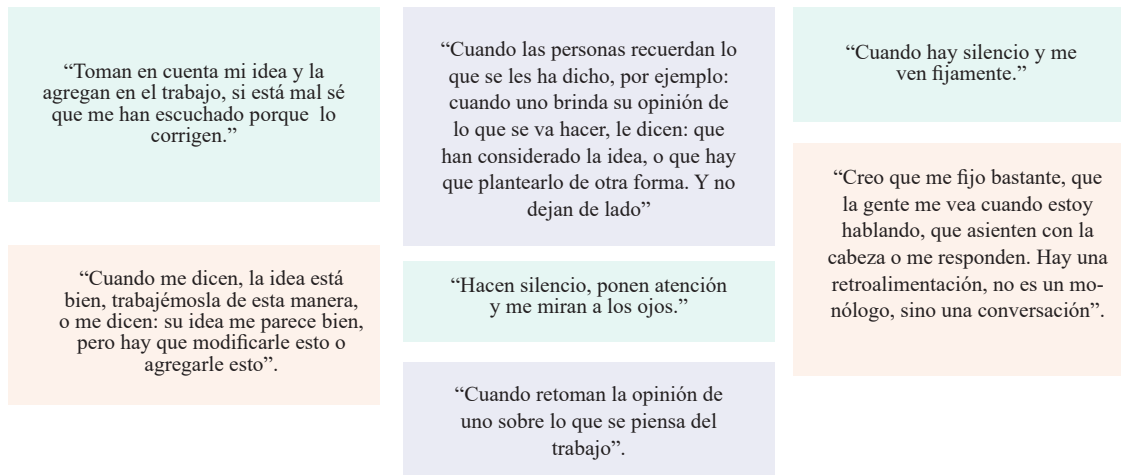 “Toman en cuenta mi idea y la
agregan en el trabajo, si está mal sé
que me han escuchado porque lo
corrigen.”
“Cuando me dicen, la idea está
bien, trabajémosla de esta manera,
o me dicen: su idea me parece bien,
pero hay que modificarle esto o
agregarle esto”.
“Cuando las personas recuerdan lo
que se les ha dicho, por ejemplo:
cuando uno brinda su opinión de
lo que se va hacer, le dicen: que
han considerado la idea, o que hay
que plantearlo de otra forma. Y no
dejan de lado”
“Hacen silencio, ponen atención
y me miran a los ojos.”
“Cuando retoman la opinión de
uno sobre lo que se piensa del
trabajo”.
“Cuando hay silencio y me
ven fijamente.”
“Creo que me fijo bastante, que
la gente me vea cuando estoy
hablando, que asienten con la
cabeza o me responden. Hay una
retroalimentación, no es un mo-
nólogo, sino una conversación”.